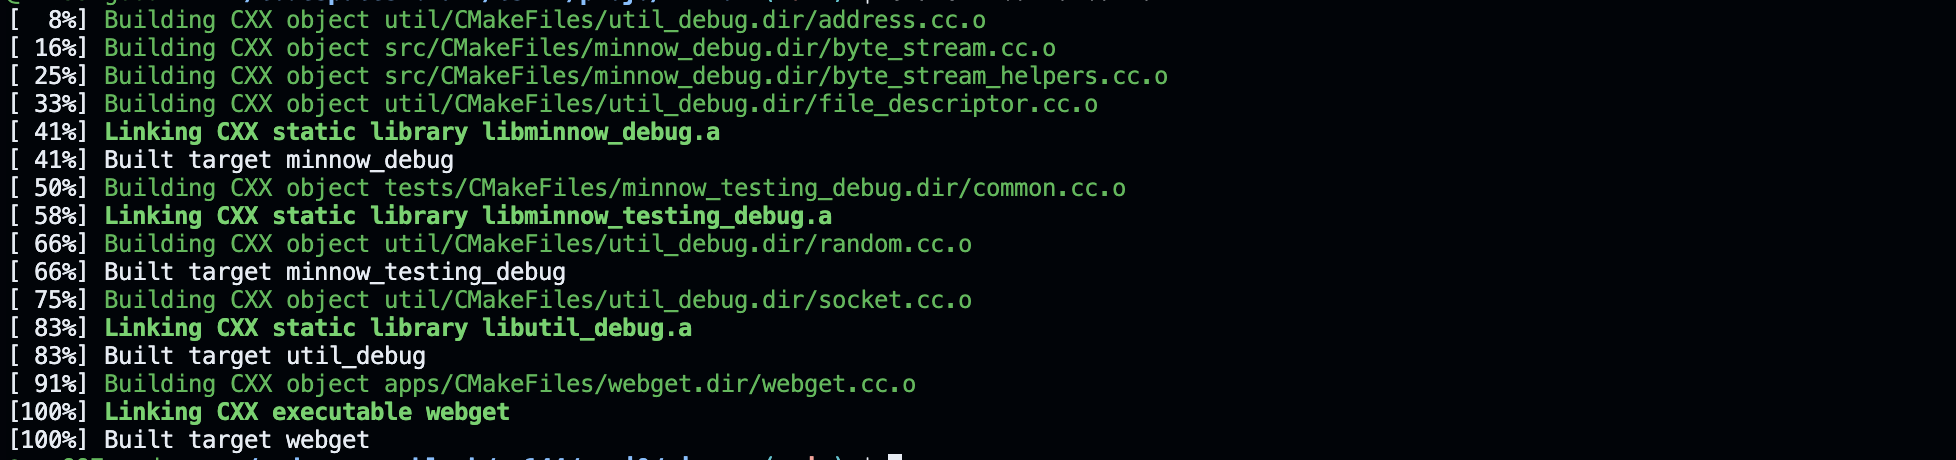 [  8%] Building CXX object util/CMakeFiles/util_debug.dir/address.cc.o
[ 16%] Building CXX object src/CMakeFiles/minnow_debug.dir/byte_stream.cc.o
[ 25%] Building CXX object src/CMakeFiles/minnow_debug.dir/byte_stream_helpers.cc.o
[ 33%] Building CXX object util/CMakeFiles/util_debug.dir/file_descriptor.cc.o
[ 41%] Linking CXX static library libminnow_debug.a
[ 41%] Built target minnow_debug
[ 50%] Building CXX object tests/CMakeFiles/minnow_testing_debug.dir/common.cc.o
[ 58%] Linking CXX static library libminnow_testing_debug.a
[ 66%] Building CXX object util/CMakeFiles/util_debug.dir/random.cc.o
[ 66%] Built target minnow_testing_debug
[ 75%] Building CXX object util/CMakeFiles/util_debug.dir/socket.cc.o
[ 83%] Linking CXX static library libutil_debug.a
[ 83%] Built target util_debug
[ 91%] Building CXX object apps/CMakeFiles/webget.dir/webget.cc.o
[100%] Linking CXX executable webget
[100%] Built target webget